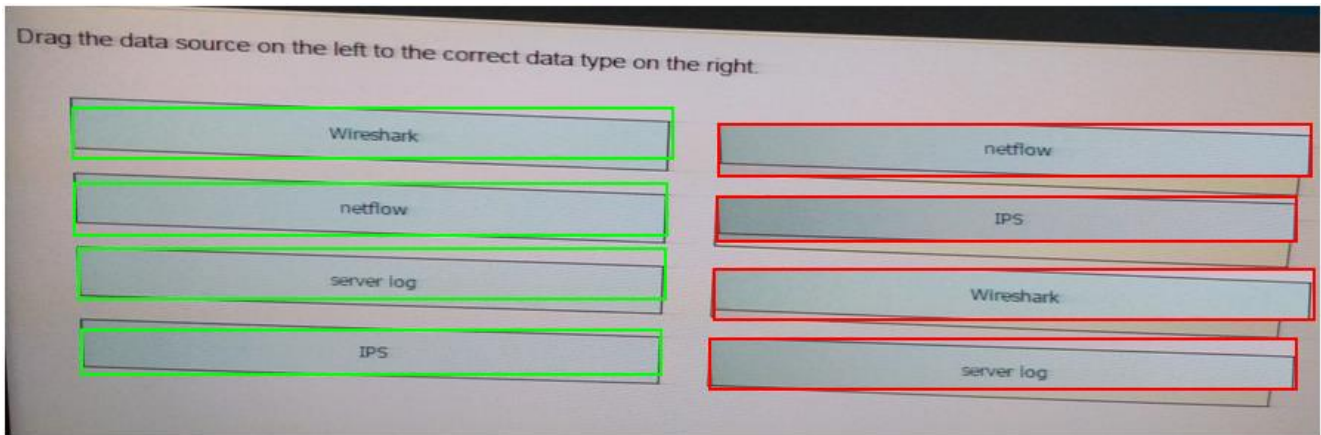 Drag the data source on the left to the correct data type on the right.
Wireshark
netflow
server log
IPS
netflow
IPS
Wireshark
server log